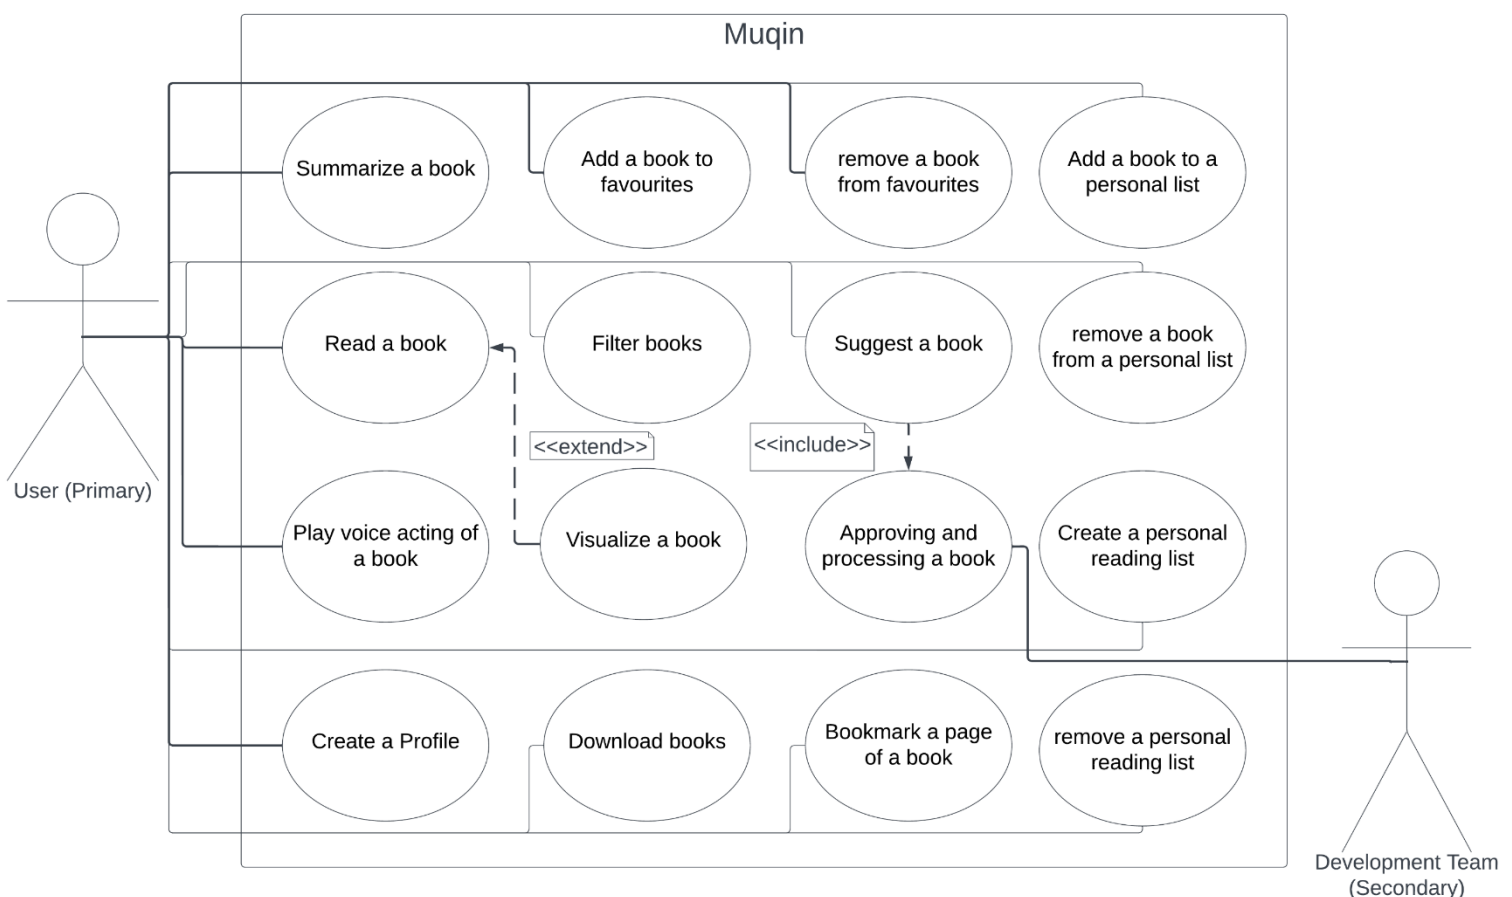 Muqin
Summarize a book
Add a book to
favourites
remove a book
from favourites
Add a book to a
personal list
Read a book
Filter books
Suggest a book
remove a book
from a personal list
<<extend>>
<<include>>
User (Primary)
Play voice acting of
a book
Visualize a book
Approving and
processing a book
Create a personal
reading list
Create a Profile
Download books
Bookmark a page
of a book
remove a personal
reading list
Development Team
(Secondary)